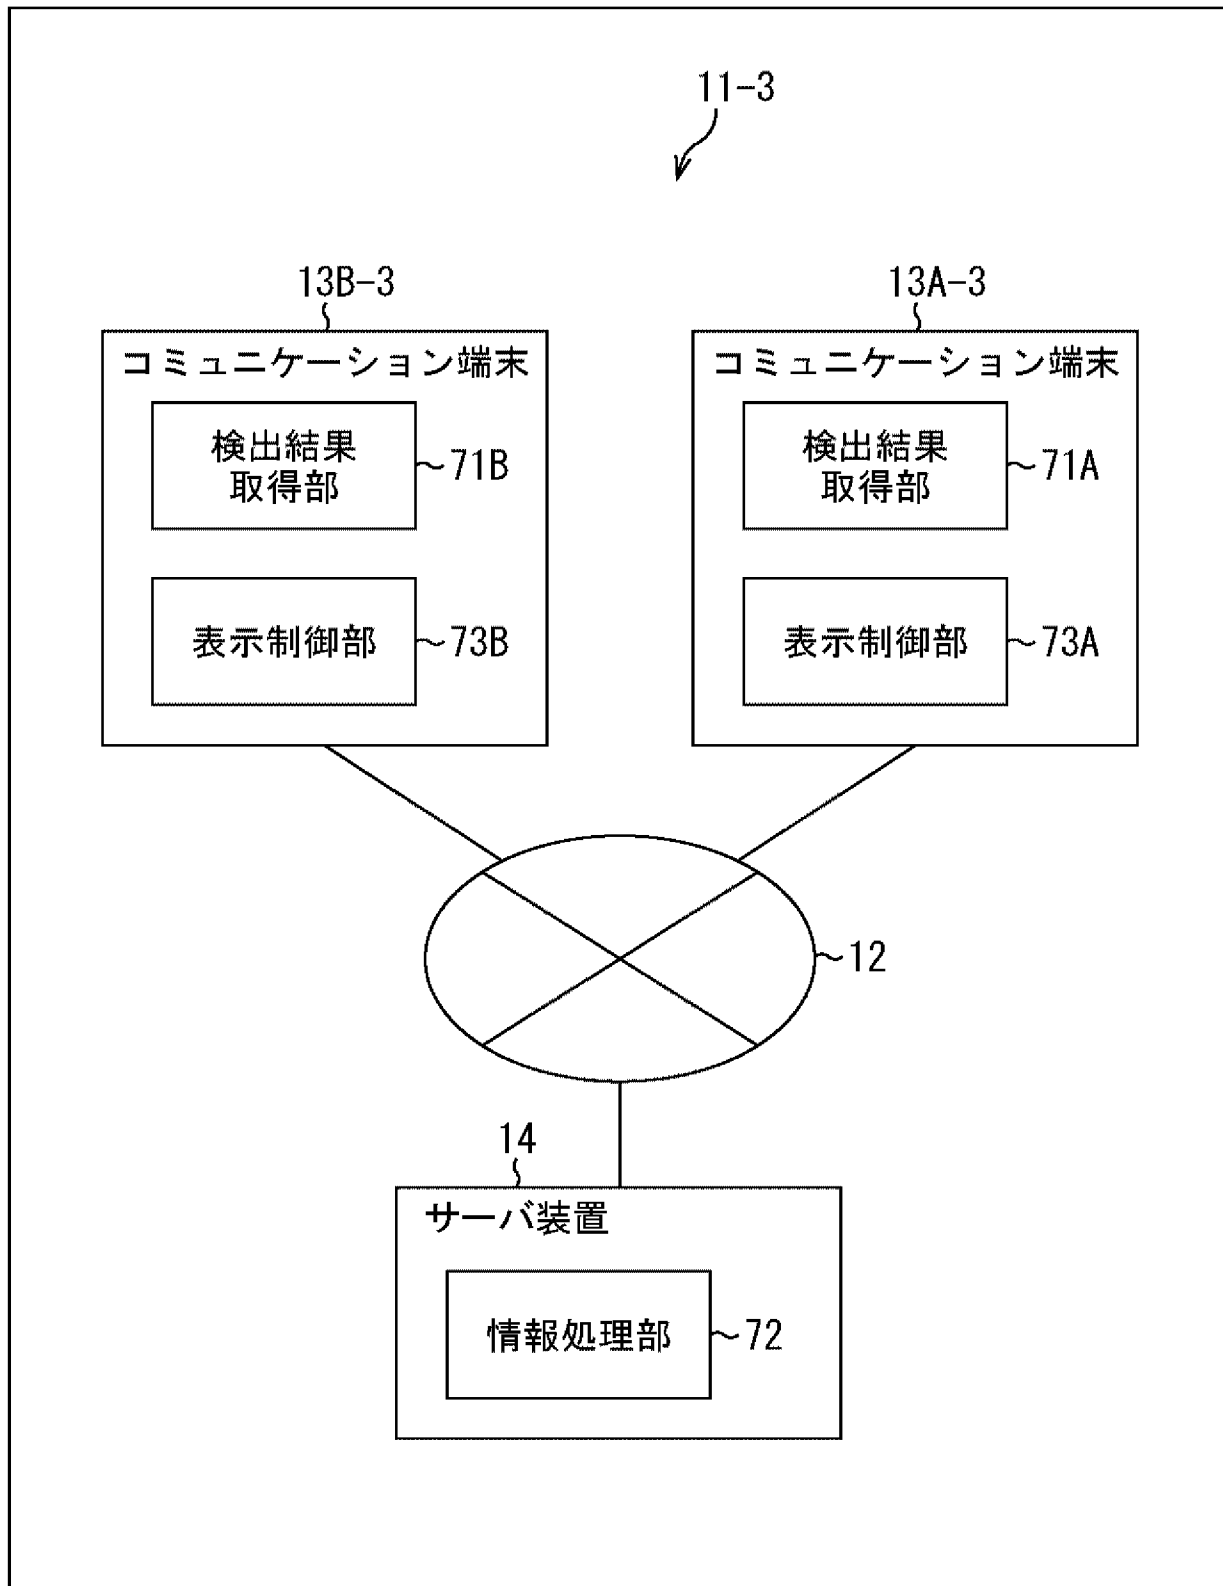 11-3
13B-3
コミュニケーション端末
検出結果
取得部
71B
表示制御部
73B
13A-3
コミュニケーション端末
検出結果
取得部
71A
表示制御部
73A
12
14
サーバ装置
情報処理部
72